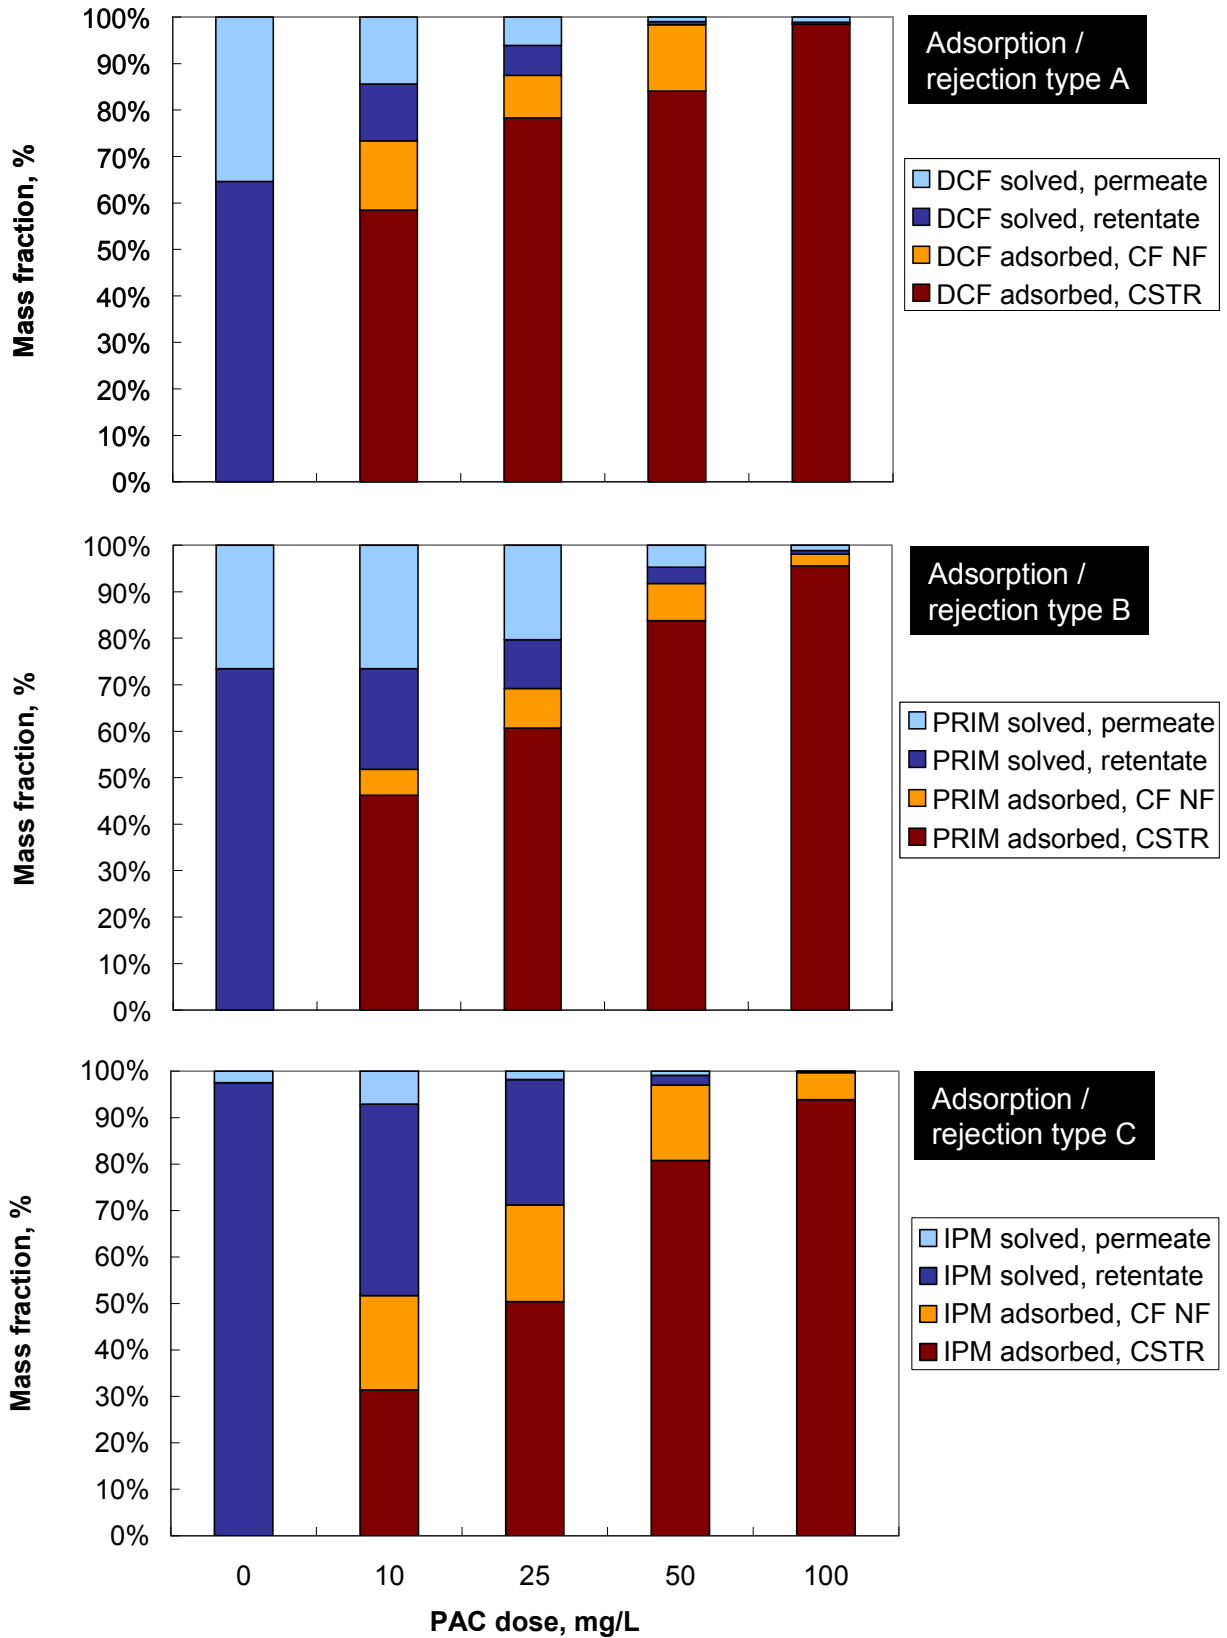 100%
90%
80%
70%
60%
50%
40%
30%
20%
10%
0%
Mass fraction, %
Adsorption /
rejection type A
DCF solved, permeate
DCF solved, retentate
DCF adsorbed, CF NF
DCF adsorbed, CSTR
100%
90%
80%
70%
60%
50%
40%
30%
20%
10%
0%
Mass fraction, %
Adsorption /
rejection type B
PRIM solved, permeate
PRIM solved, retentate
PRIM adsorbed, CF NF
PRIM adsorbed, CSTR
100%
90%
80%
70%
60%
50%
40%
30%
20%
10%
0%
Mass fraction, %
Adsorption /
rejection type C
IPM solved, permeate
IPM solved, retentate
IPM adsorbed, CF NF
IPM adsorbed, CSTR
0 10 25 50 100
PAC dose, mg/L